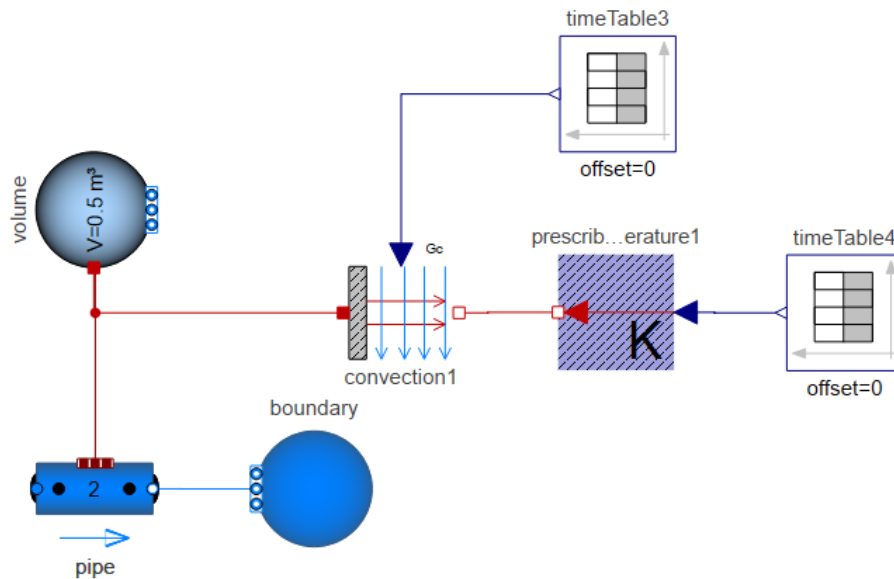 timeTable3
offset=0
volume
V=0.5 m³
Gc
prescrib...erature1
timeTable4
K
convection1
offset=0
boundary
2
pipe